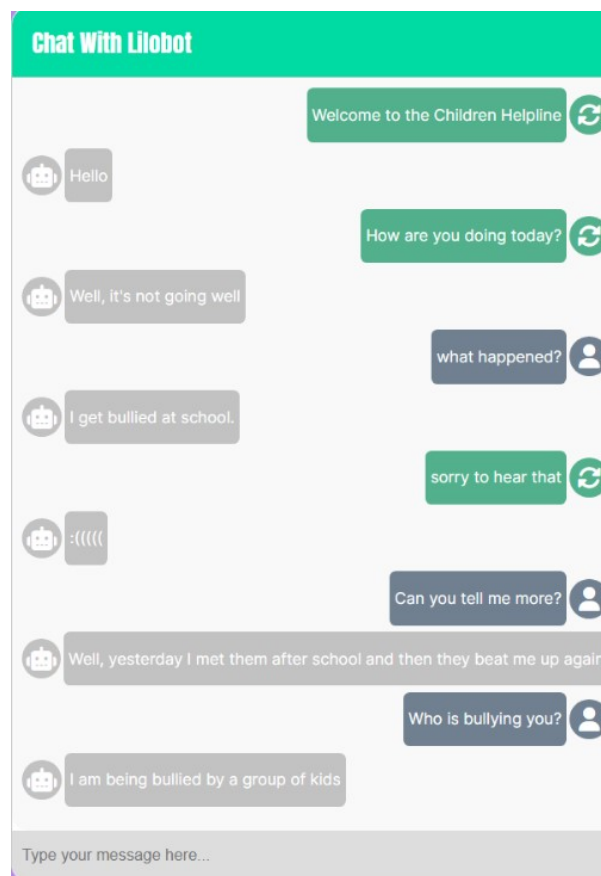 Chat With Lilobot
Welcome to the Children Helpline
Hello
How are you doing today?
Well, it's not going well
what happened?
I get bullied at school.
sorry to hear that
:(((((
Can you tell me more?
Well, yesterday I met them after school and then they beat me up again
Who is bullying you?
I am being bullied by a group of kids
Type your message here...